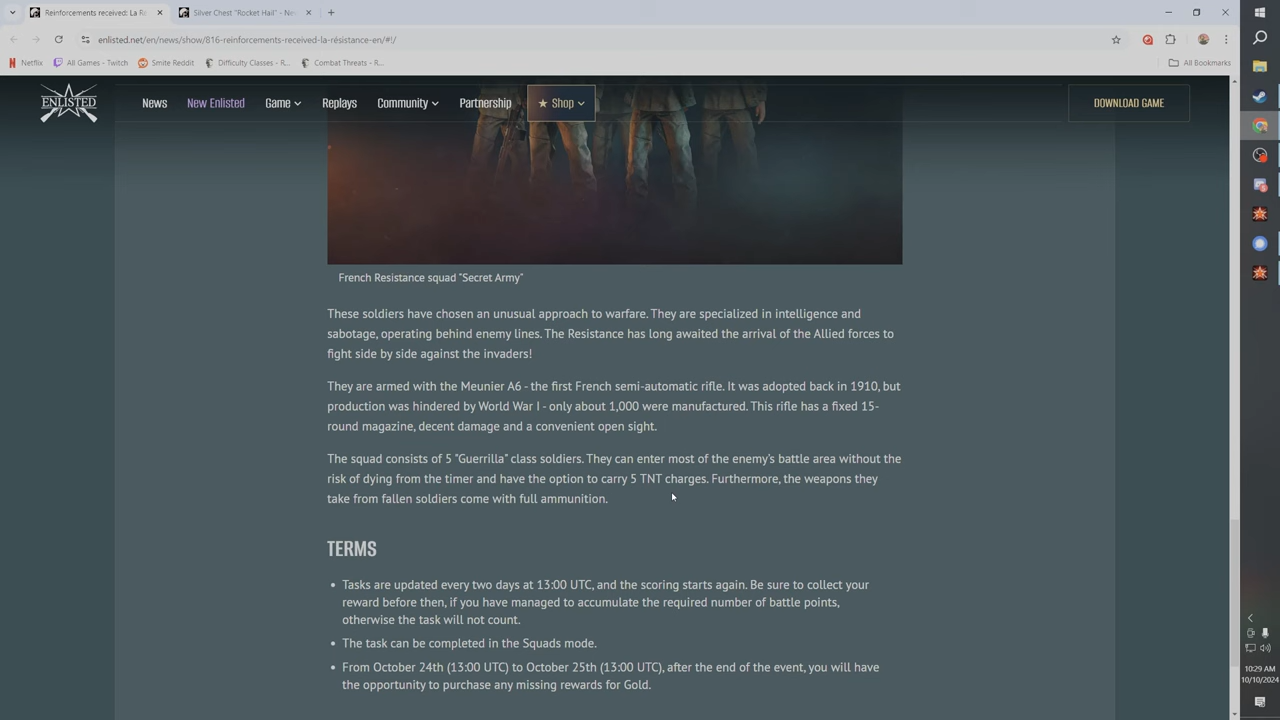 Reinforcements received: La R
Silver Chest "Rocket Hail" - Ne
enlisted.net/en/news/show/816-reinforcements-received-la-résistance-en/#!/
Netflix
All Games - Twitch
Smite Reddit
Difficulty Classes - R...
Combat Threats - R...
All Bookmarks
ENLISTED
News
New Enlisted
Game
Replays
Community
Partnership
Shop
DOWNLOAD GAME
French Resistance squad "Secret Army"
These soldiers have chosen an unusual approach to warfare. They are specialized in intelligence and
sabotage, operating behind enemy lines. The Resistance has long awaited the arrival of the Allied forces to
fight side by side against the invaders!
They are armed with the Meunier A6 - the first French semi-automatic rifle. It was adopted back in 1910, but
production was hindered by World War I - only about 1,000 were manufactured. This rifle has a fixed 15-
round magazine, decent damage and a convenient open sight.
The squad consists of 5 "Guerrilla" class soldiers. They can enter most of the enemy's battle area without the
risk of dying from the timer and have the option to carry 5 TNT charges. Furthermore, the weapons they
take from fallen soldiers come with full ammunition.
TERMS
• Tasks are updated every two days at 13:00 UTC, and the scoring starts again. Be sure to collect your
reward before then, if you have managed to accumulate the required number of battle points,
otherwise the task will not count.
• The task can be completed in the Squads mode.
• From October 24th (13:00 UTC) to October 25th (13:00 UTC), after the end of the event, you will have
the opportunity to purchase any missing rewards for Gold.
10:29 AM
10/10/2024